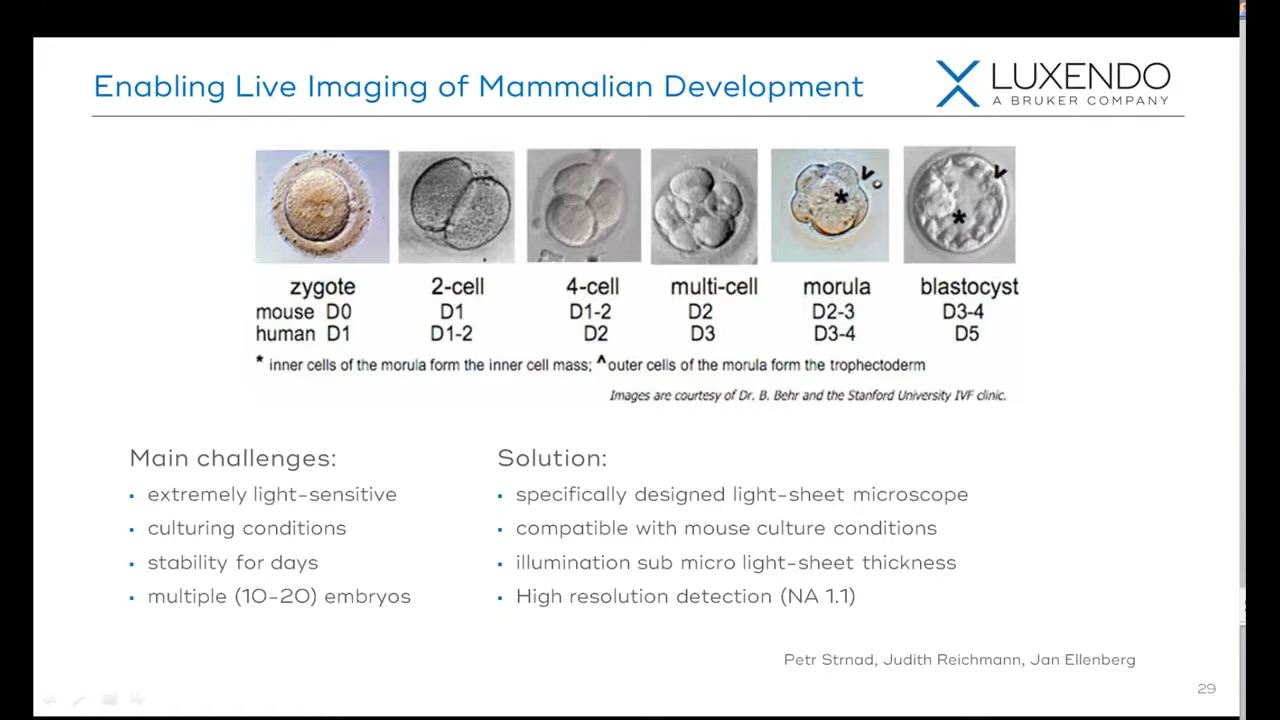 Enabling Live Imaging of Mammalian Development
LUXENDO
A BRUKER COMPANY
zygote 2-cell 4-cell multi-cell morula blastocyst
mouse D0 D1 D1-2 D2 D2-3 D3-4
human D1 D1-2 D2 D3 D3-4 D5
* inner cells of the morula form the inner cell mass; ^outer cells of the morula form the trophectoderm
Images are courtesy of Dr. B. Behr and the Stanford University IVF clinic.
Main challenges:
▪ extremely light-sensitive
▪ culturing conditions
▪ stability for days
▪ multiple (10-20) embryos
Solution:
▪ specifically designed light-sheet microscope
▪ compatible with mouse culture conditions
▪ illumination sub micro light-sheet thickness
▪ High resolution detection (NA 1.1)
Petr Strnad, Judith Reichmann, Jan Ellenberg
29